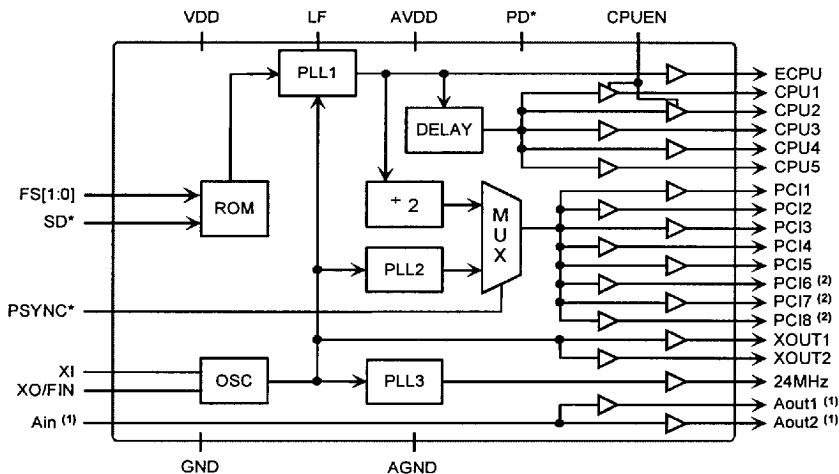 VDD LF AVDD PD* CPUEN
PLL1
ECPU
CPU1
CPU2
DELAY
CPU3
CPU4
CPU5
FS[1:0]
ROM
SD*
÷ 2
MUX
PCI1
PCI2
PCI3
PCI4
PLL2
PCI5
PCI6 (2)
PSYNC*
PCI7 (2)
PCI8 (2)
XOUT1
XOUT2
XI
OSC
PLL3
24MHz
XO/FIN
Aout1 (1)
Ain (1)
Aout2 (1)
GND AGND